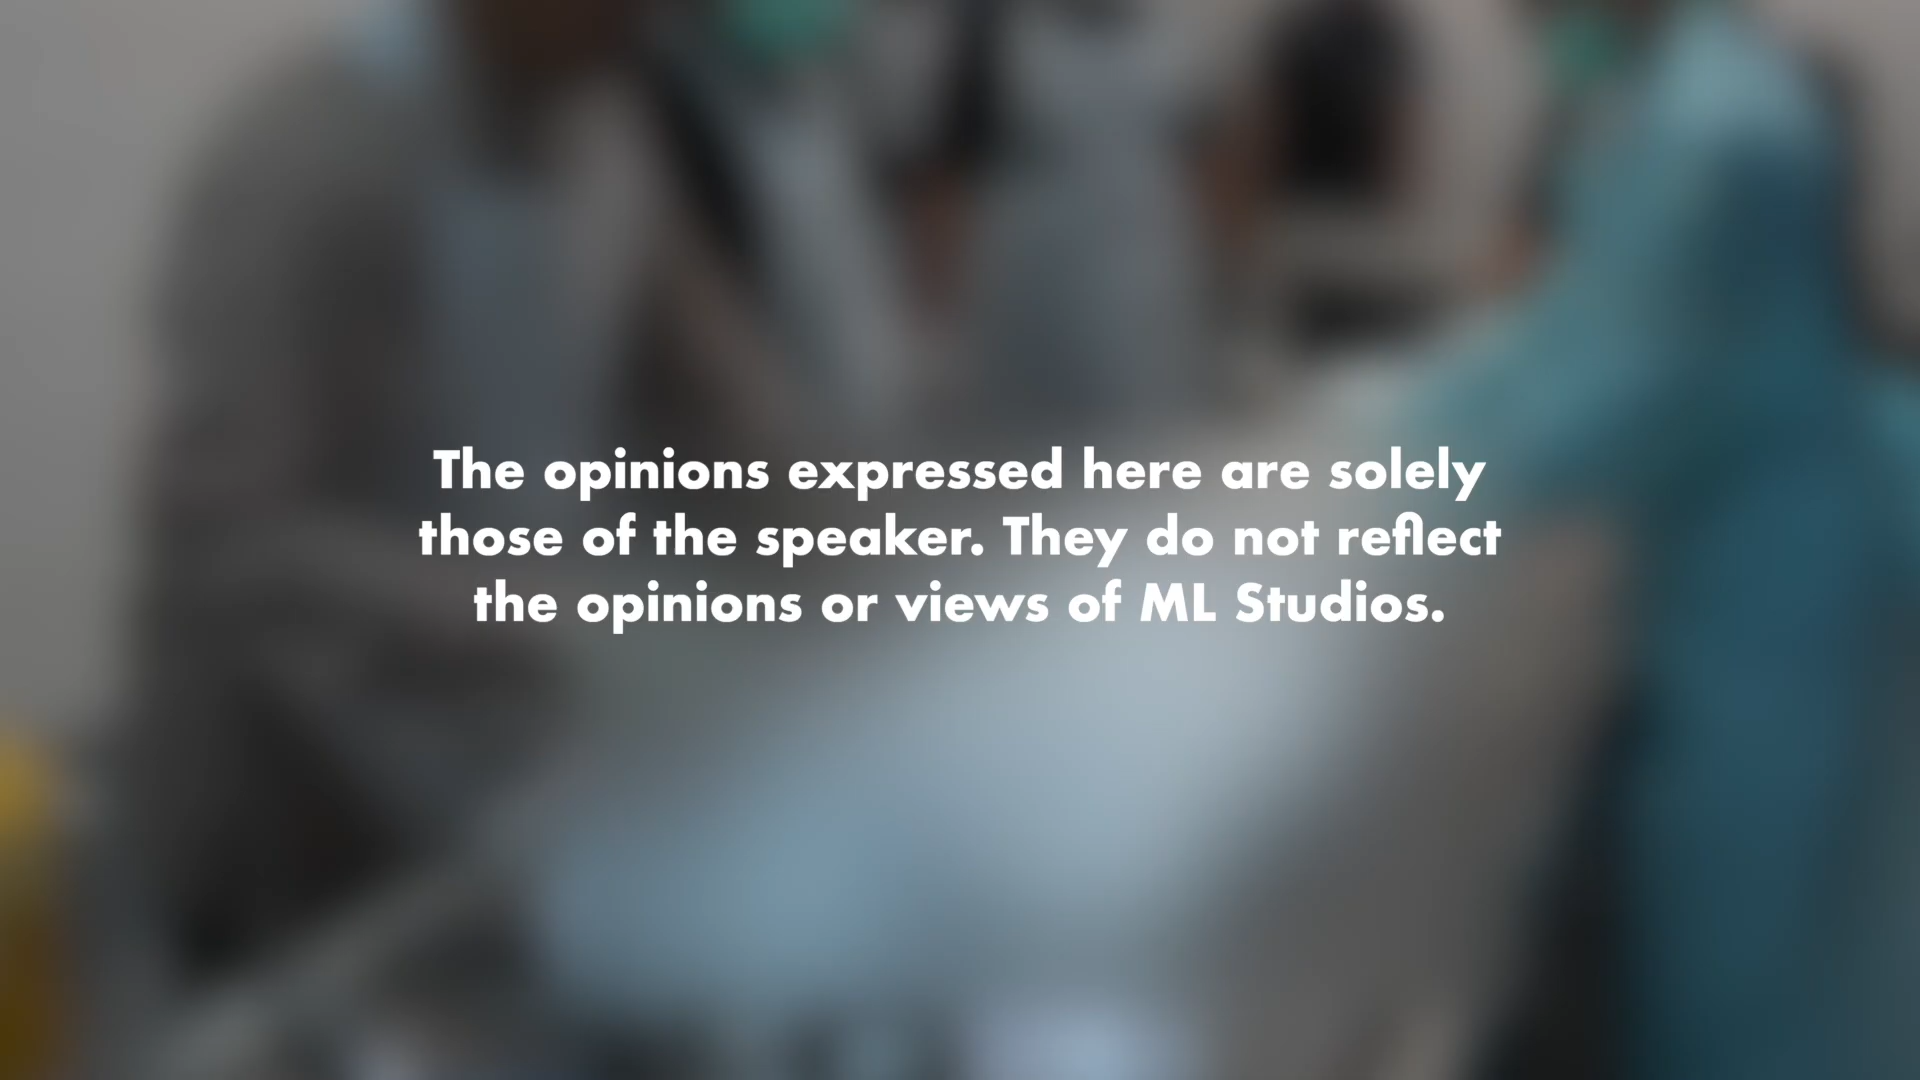 The opinions expressed here are solely
those of the speaker. They do not reflect
the opinions or views of ML Studios.